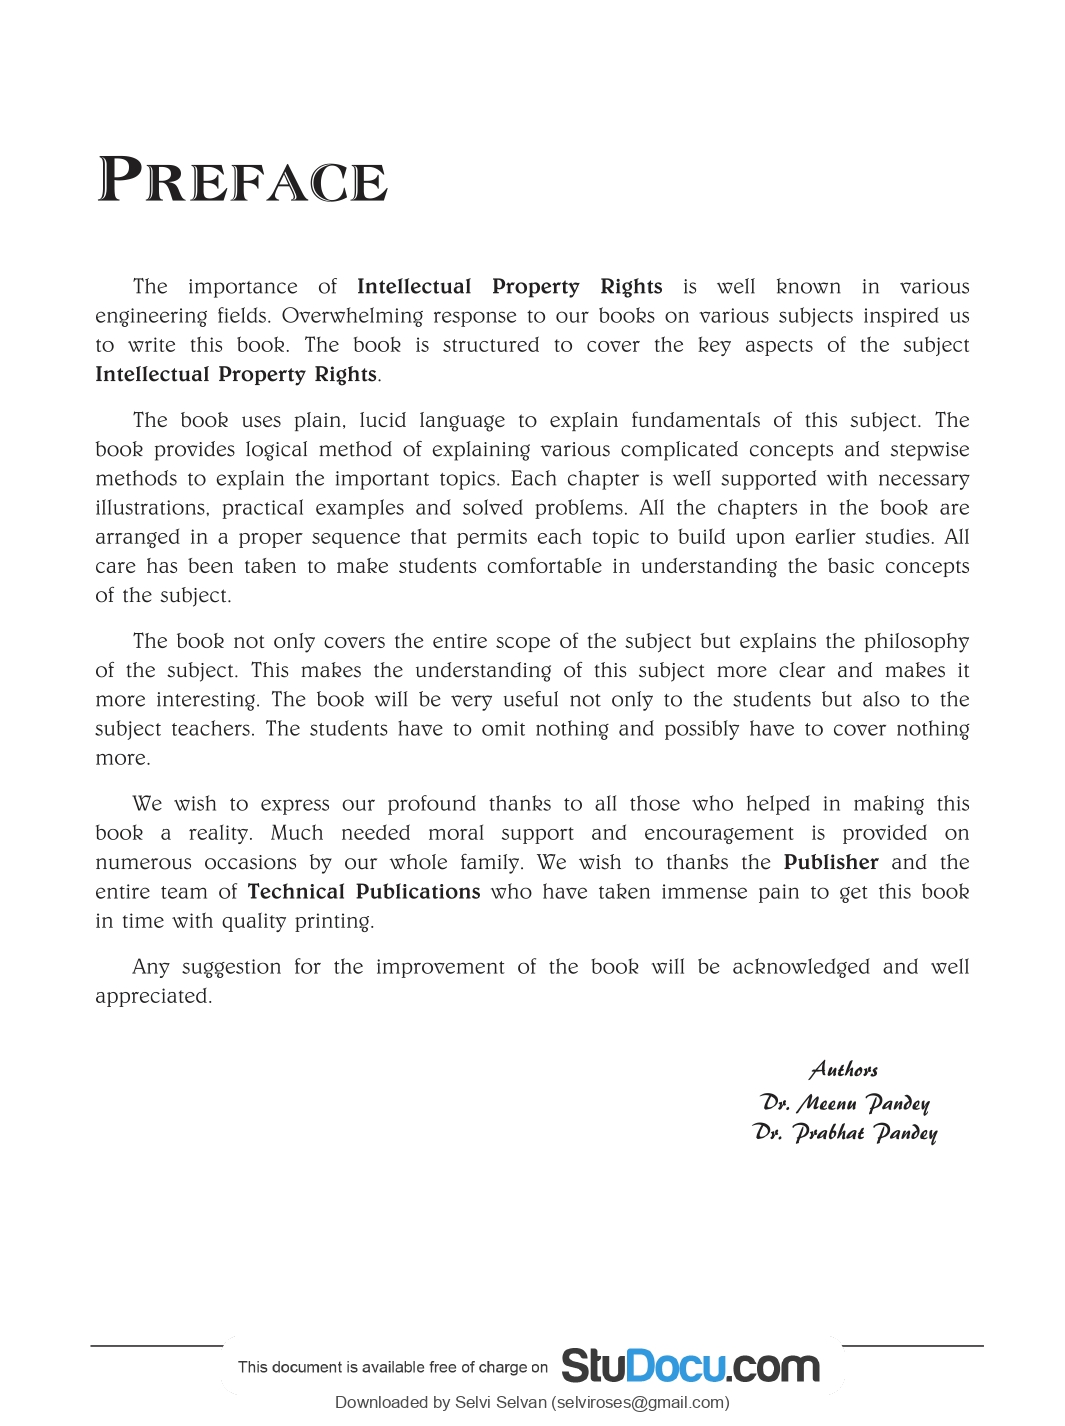 PREFACE
The importance of Intellectual Property Rights is well known in various
engineering fields. Overwhelming response to our books on various subjects inspired us
to write this book. The book is structured to cover the key aspects of the subject
Intellectual Property Rights.
The book uses plain, lucid language to explain fundamentals of this subject. The
book provides logical method of explaining various complicated concepts and stepwise
methods to explain the important topics. Each chapter is well supported with necessary
illustrations, practical examples and solved problems. All the chapters in the book are
arranged in a proper sequence that permits each topic to build upon earlier studies. All
care has been taken to make students comfortable in understanding the basic concepts
of the subject.
The book not only covers the entire scope of the subject but explains the philosophy
of the subject. This makes the understanding of this subject more clear and makes it
more interesting. The book will be very useful not only to the students but also to the
subject teachers. The students have to omit nothing and possibly have to cover nothing
more.
We wish to express our profound thanks to all those who helped in making this
book a reality. Much needed moral support and encouragement is provided on
numerous occasions by our whole family. We wish to thanks the Publisher and the
entire team of Technical Publications who have taken immense pain to get this book
in time with quality printing.
Any suggestion for the improvement of the book will be acknowledged and well
appreciated.
Authors
Dr. Meenu Pandey
Dr. Prabhat Pandey
This document is available free of charge on StuDocu.com
Downloaded by Selvi Selvan (selviroses@gmail.com)